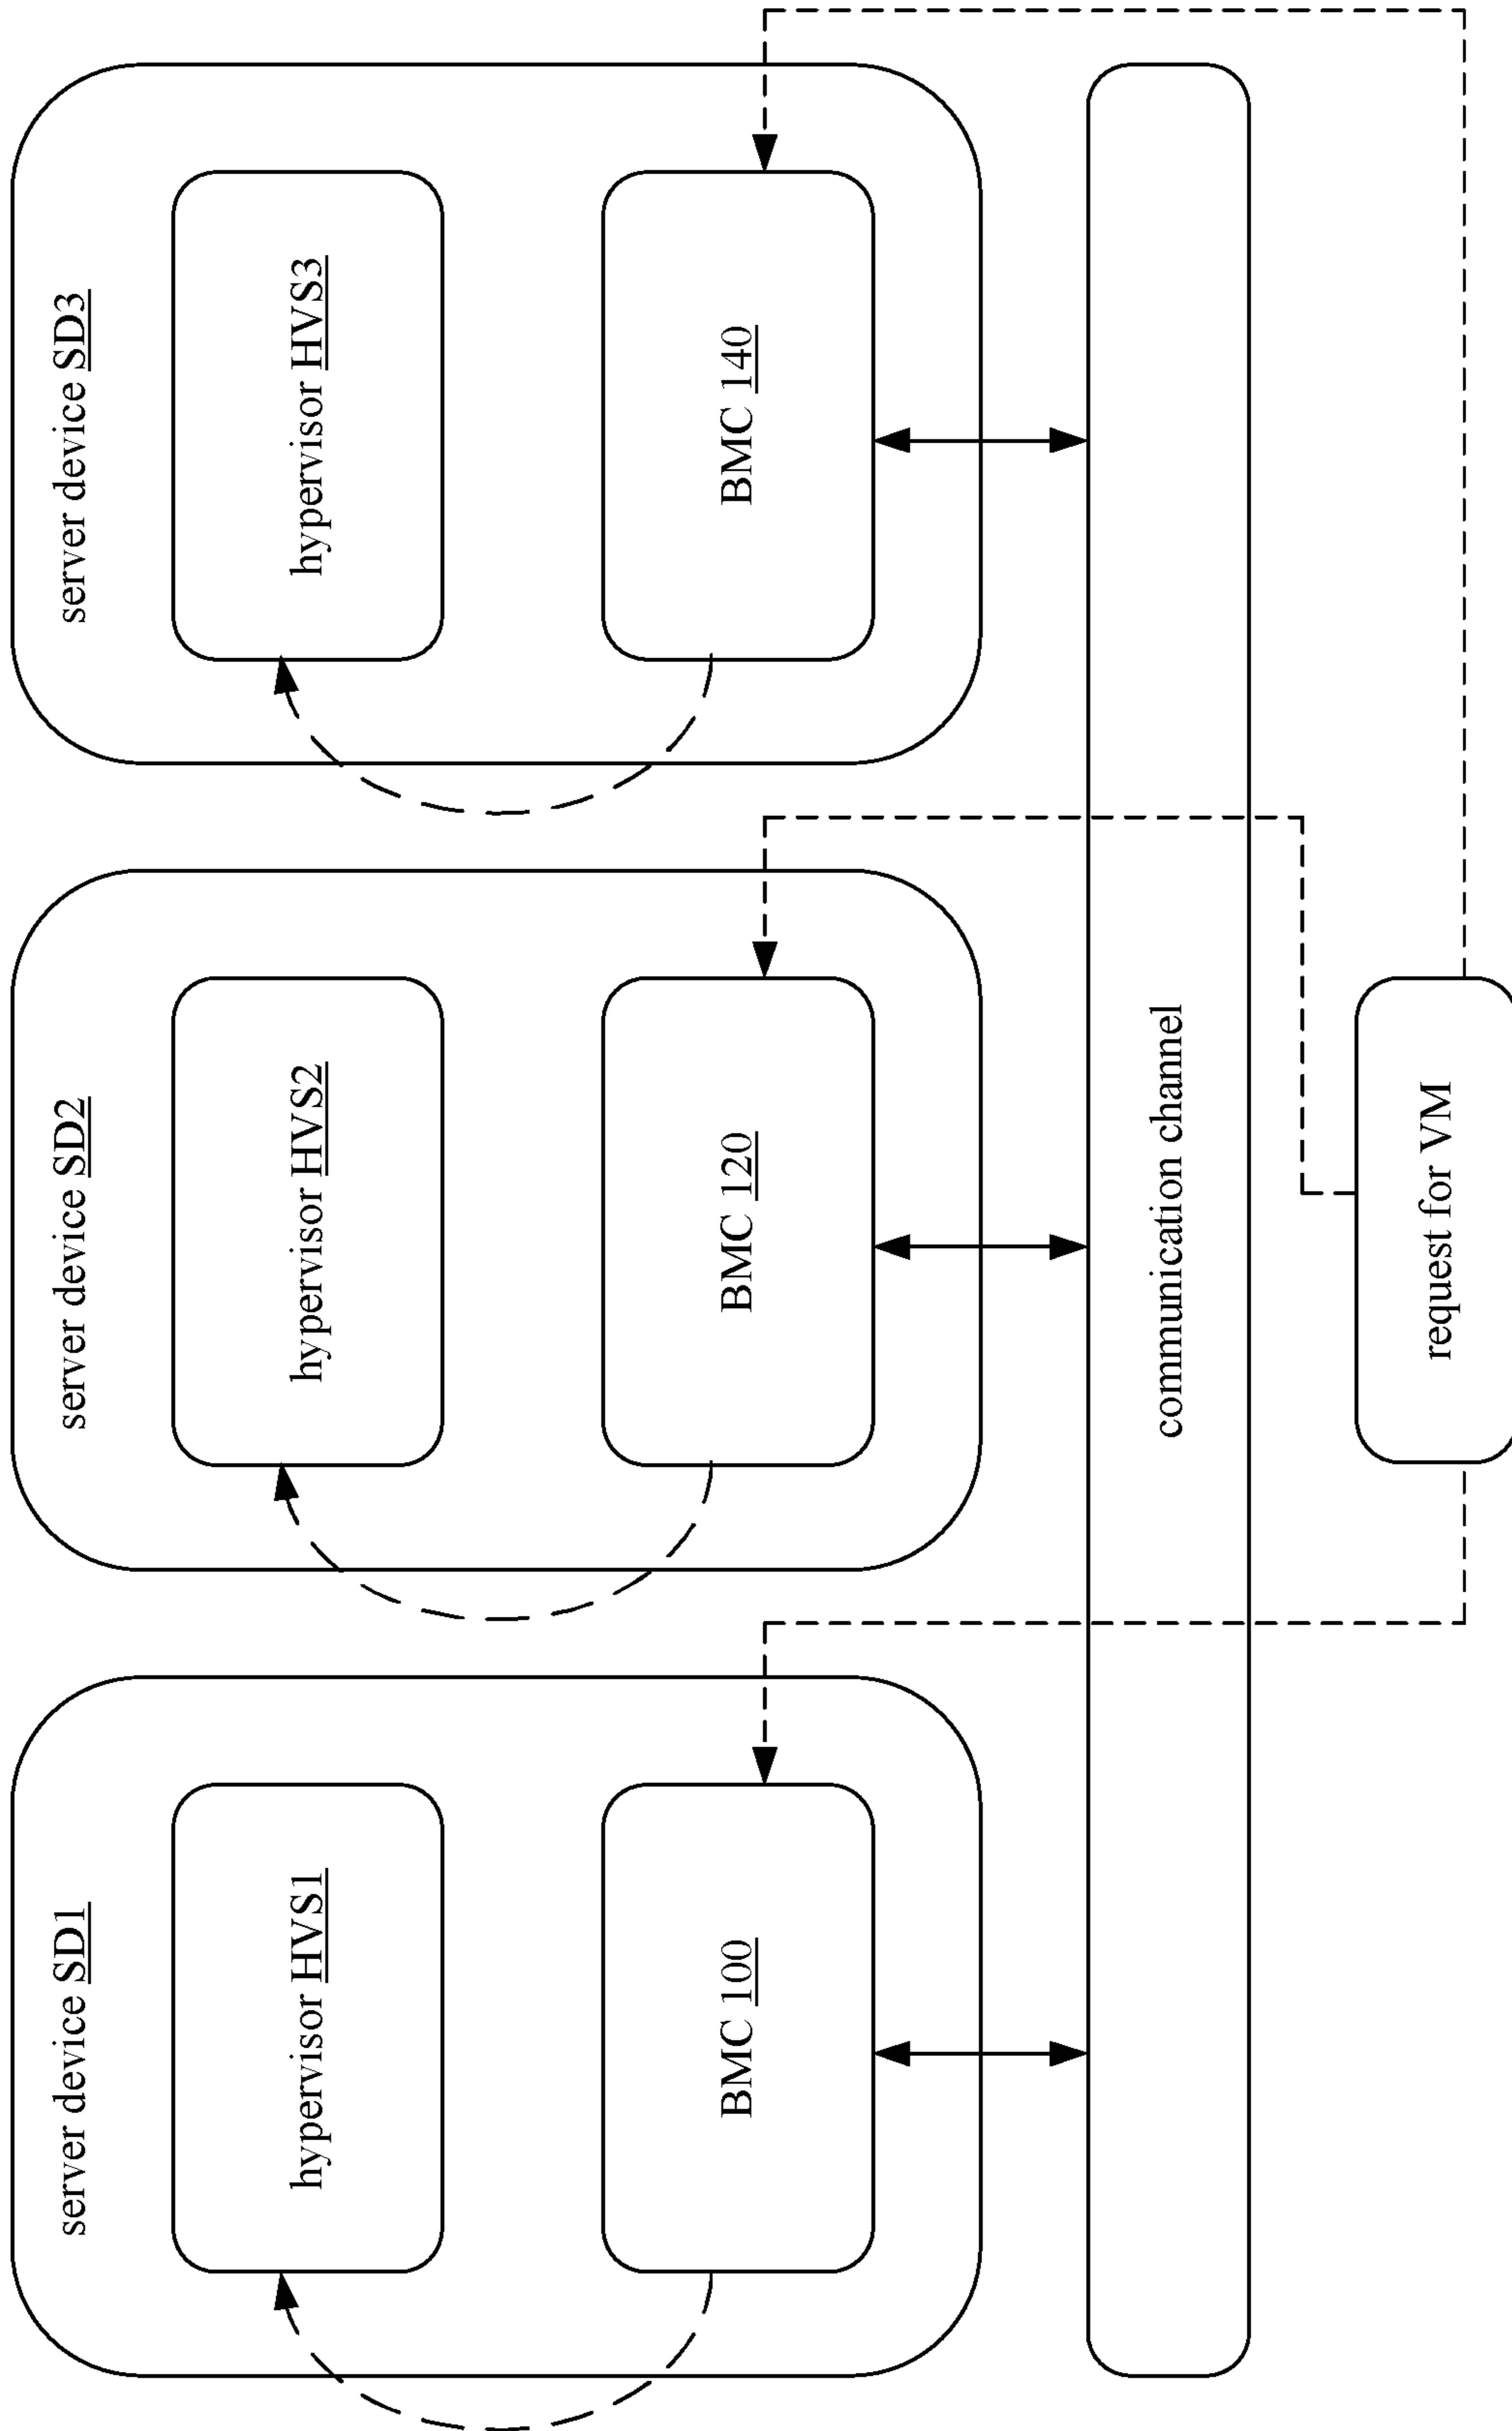 server device SD1
hypervisor HVS1
BMC 100
server device SD2
hypervisor HVS2
BMC 120
server device SD3
hypervisor HVS3
BMC 140
communication channel
request for VM